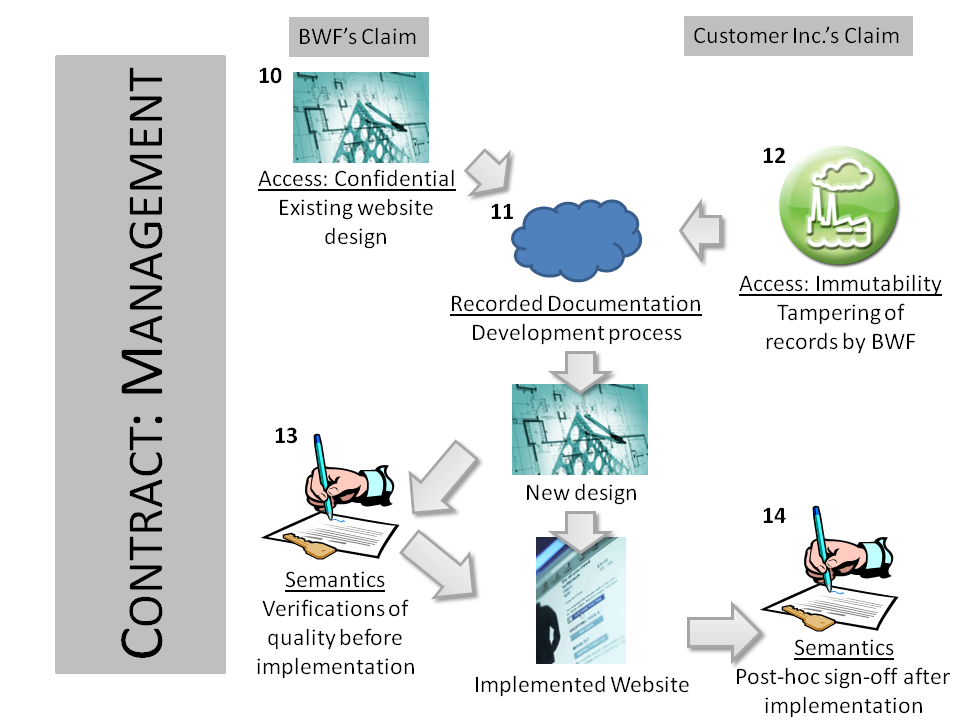 BWF's Claim
Customer Inc.'s Claim
CONTRACT: MANAGEMENT
10
Access: Confidential
Existing website
design
11
Recorded Documentation
Development process
12
Access: Immutability
Tampering of
records by BWF
New design
13
Semantics
Verifications of
quality before
implementation
Implemented Website
14
Semantics
Post-hoc sign-off after
implementation